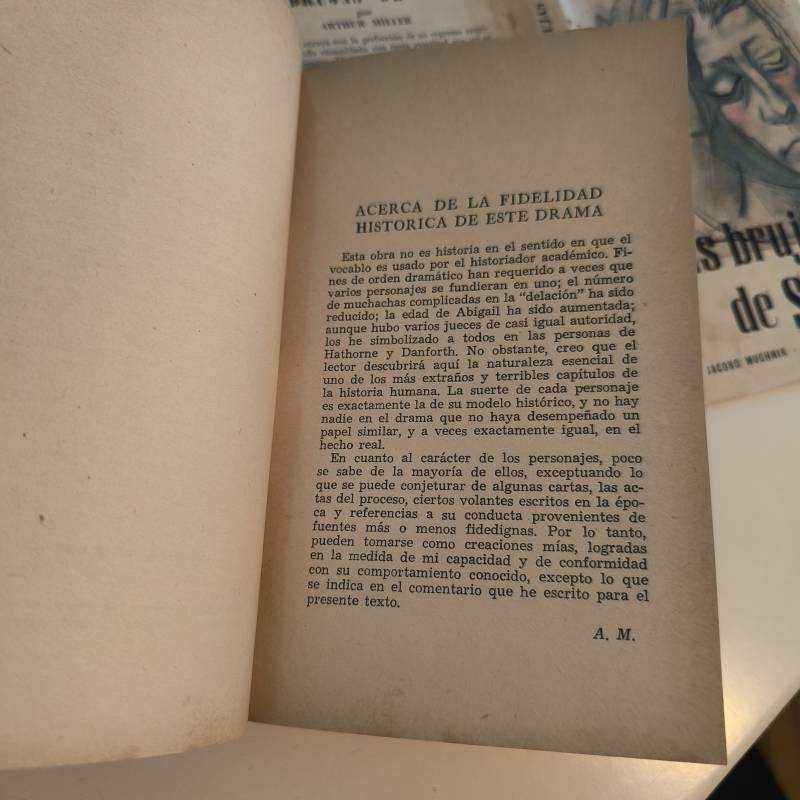 BRUJAS DE
por
ARTHUR MILLER
ACERCA DE LA FIDELIDAD
HISTORICA DE ESTE DRAMA
Esta obra no es historia en el sentido en que el
vocablo es usado por el historiador académico. Fi-
nes de orden dramático han requerido a veces que
varios personajes se fundieran en uno; el número
de muchachas complicadas en la “delación” ha sido
reducido; la edad de Abigail ha sido aumentada;
aunque hubo varios jueces de casi igual autoridad,
los he simbolizado a todos en las personas de
Hathorne y Danforth. No obstante, creo que el
lector descubrirá aquí la naturaleza esencial de
uno de los más extraños y terribles capítulos de
la historia humana. La suerte de cada personaje
es exactamente la de su modelo histórico, y no hay
nadie en el drama que no haya desempeñado un
papel similar, y a veces exactamente igual, en el
hecho real.
En cuanto al carácter de los personajes, poco
se sabe de la mayoría de ellos, exceptuando lo
que se puede conjeturar de algunas cartas, las ac-
tas del proceso, ciertos volantes escritos en la épo-
ca y referencias a su conducta provenientes de
fuentes más o menos fidedignas. Por lo tanto,
pueden tomarse como creaciones mías, logradas
en la medida de mi capacidad y de conformidad
con su comportamiento conocido, excepto lo que
se indica en el comentario que he escrito para el
presente texto.
A. M.
as bruj
de S
JACOBO MUCHNIK